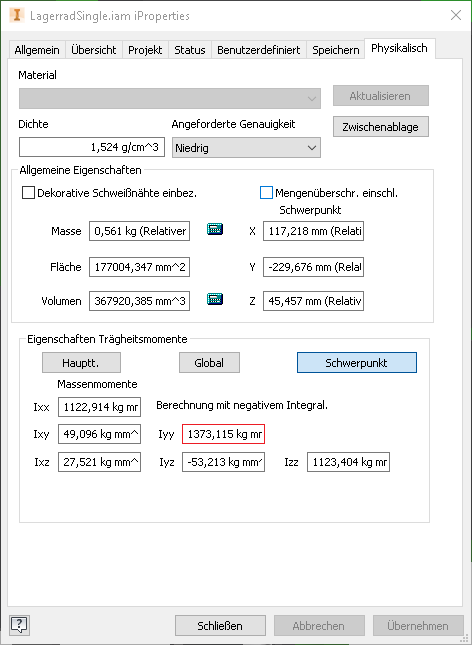 LagerradSingle.iam iProperties
Allgemein Übersicht Projekt Status Benutzerdefiniert Speichern Physikalisch
Material
Aktualisieren
Dichte Angeforderte Genauigkeit
1,524 g/cm^3 Niedrig Zwischenablage
Allgemeine Eigenschaften
Dekorative Schweißnähte einbez. Mengenüberschr. einschl.
Schwerpunkt
Masse 0,561 kg (Relativer X 117,218 mm (Relati
Fläche 177004,347 mm^2 Y -229,676 mm (Relat
Volumen 367920,385 mm^3 Z 45,457 mm (Relativ
Eigenschaften Trägheitsmomente
Hauptt. Global Schwerpunkt
Massenmomente
Ixx 1122,914 kg mr Berechnung mit negativem Integral.
Ixy 49,096 kg mm^ Iyy 1373,115 kg mr
Ixz 27,521 kg mm^ Iyz -53,213 kg mm^ Izz 1123,404 kg mr
? Schließen Abbrechen Übernehmen